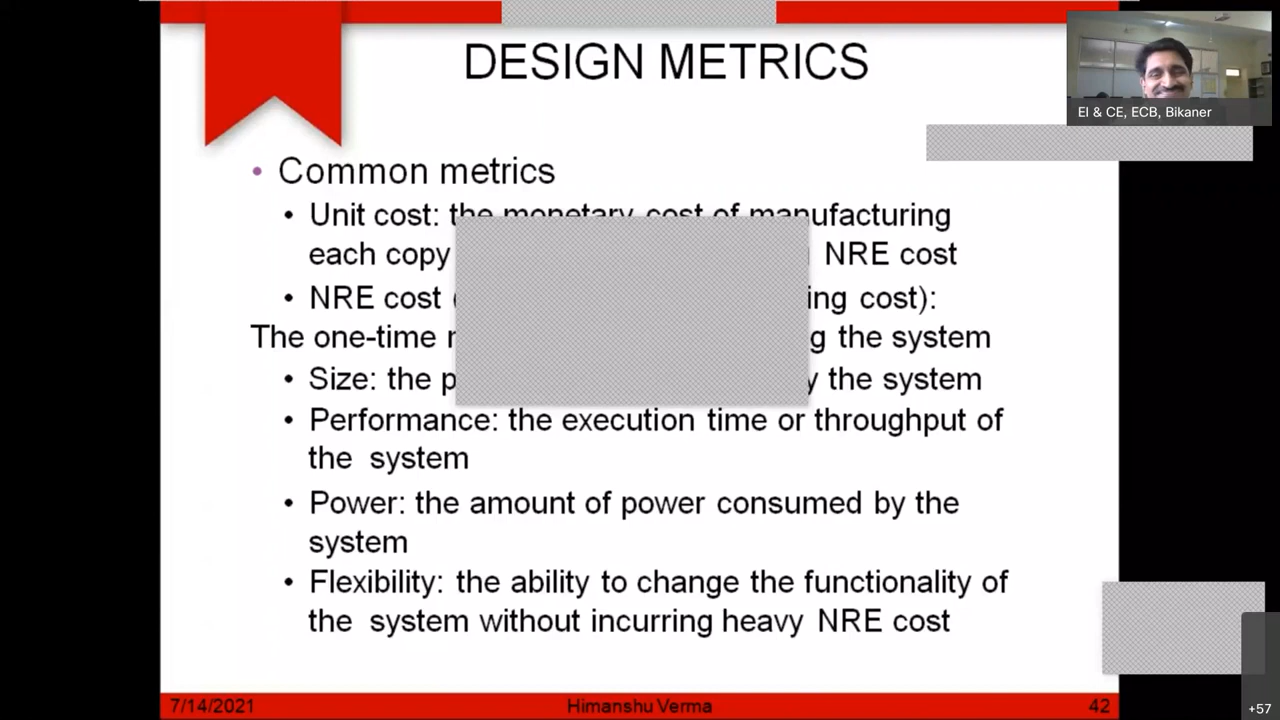 DESIGN METRICS
EI & CE, ECB, Bikaner
• Common metrics
• Unit cost: the monetary cost of manufacturing
each copy NRE cost
• NRE cost cost):
The one-time the system
• Size: the the system
• Performance: the execution time or throughput of
the system
• Power: the amount of power consumed by the
system
• Flexibility: the ability to change the functionality of
the system without incurring heavy NRE cost
7/14/2021 Himanshu Verma 42
+57